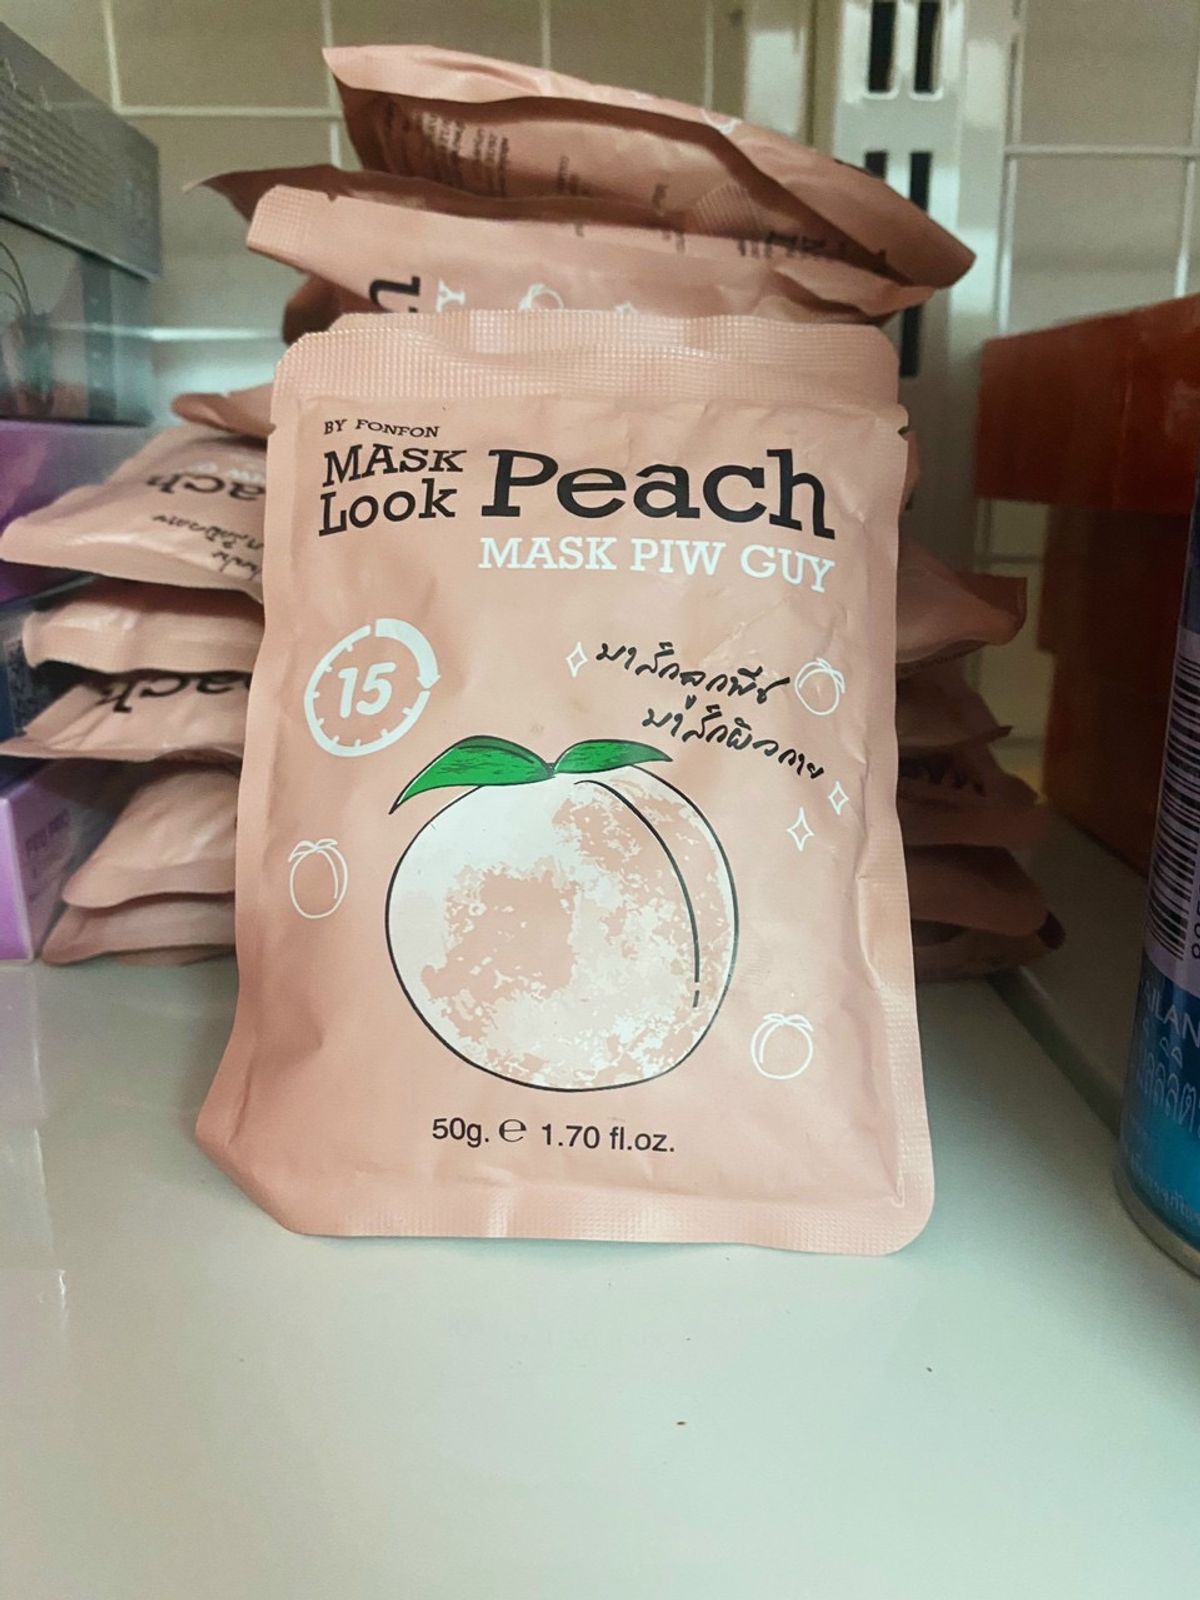 BY FONFON
MASK
Look
Peach
MASK PIW GUY
15
มาส์กลูกพีช
มาส์กผิวกาย
50g. ℮ 1.70 fl.oz.
ach